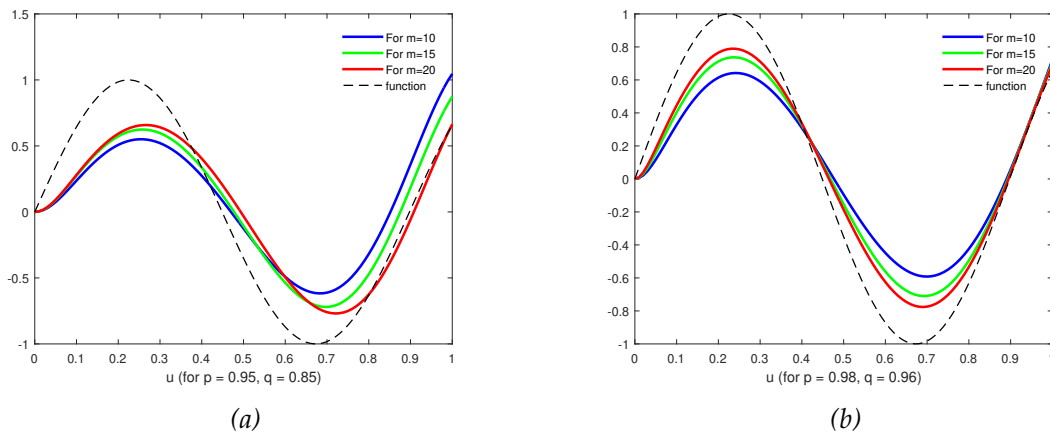 1.5
1
0.5
0
-0.5
-1
0 0.1 0.2 0.3 0.4 0.5 0.6 0.7 0.8 0.9 1
u (for p = 0.95, q = 0.85)
For m=10
For m=15
For m=20
function
(a)
1
0.8
0.6
0.4
0.2
0
-0.2
-0.4
-0.6
-0.8
-1
0 0.1 0.2 0.3 0.4 0.5 0.6 0.7 0.8 0.9 1
u (for p = 0.98, q = 0.96)
For m=10
For m=15
For m=20
function
(b)